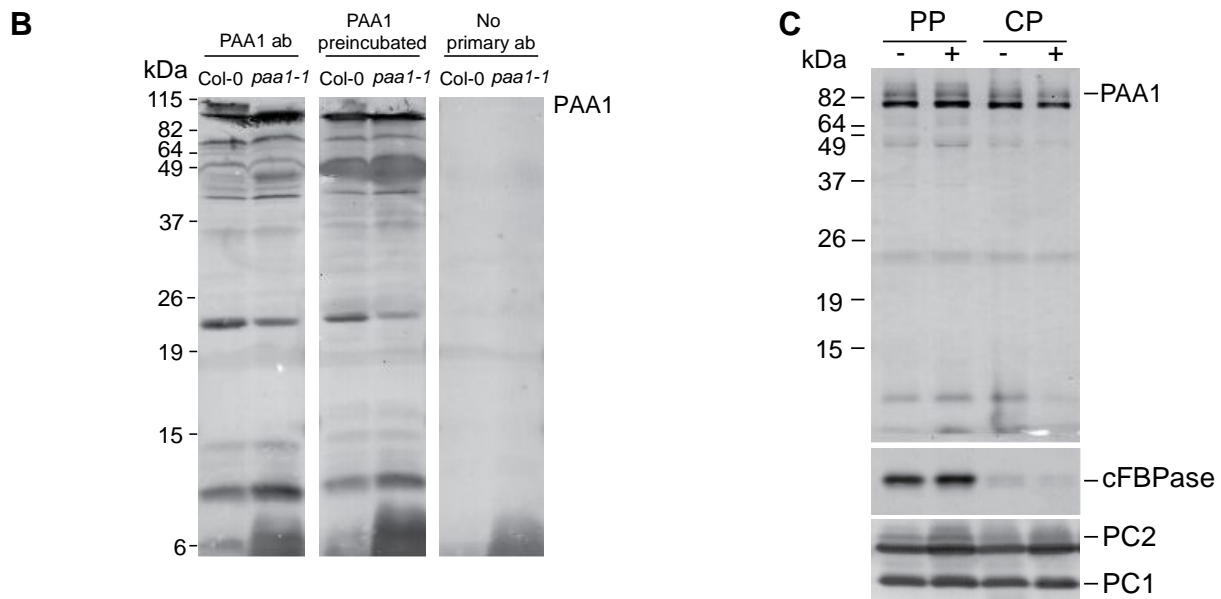 B
PAA1 ab
PAA1
preincubated
No
primary ab
kDa
Col-0 paa1-1 Col-0 paa1-1 Col-0 paa1-1
115
PAA1
82
64
49
37
26
19
15
6
C
PP CP
- + - +
kDa
82
PAA1
64
49
37
26
19
15
cFBPase
PC2
PC1